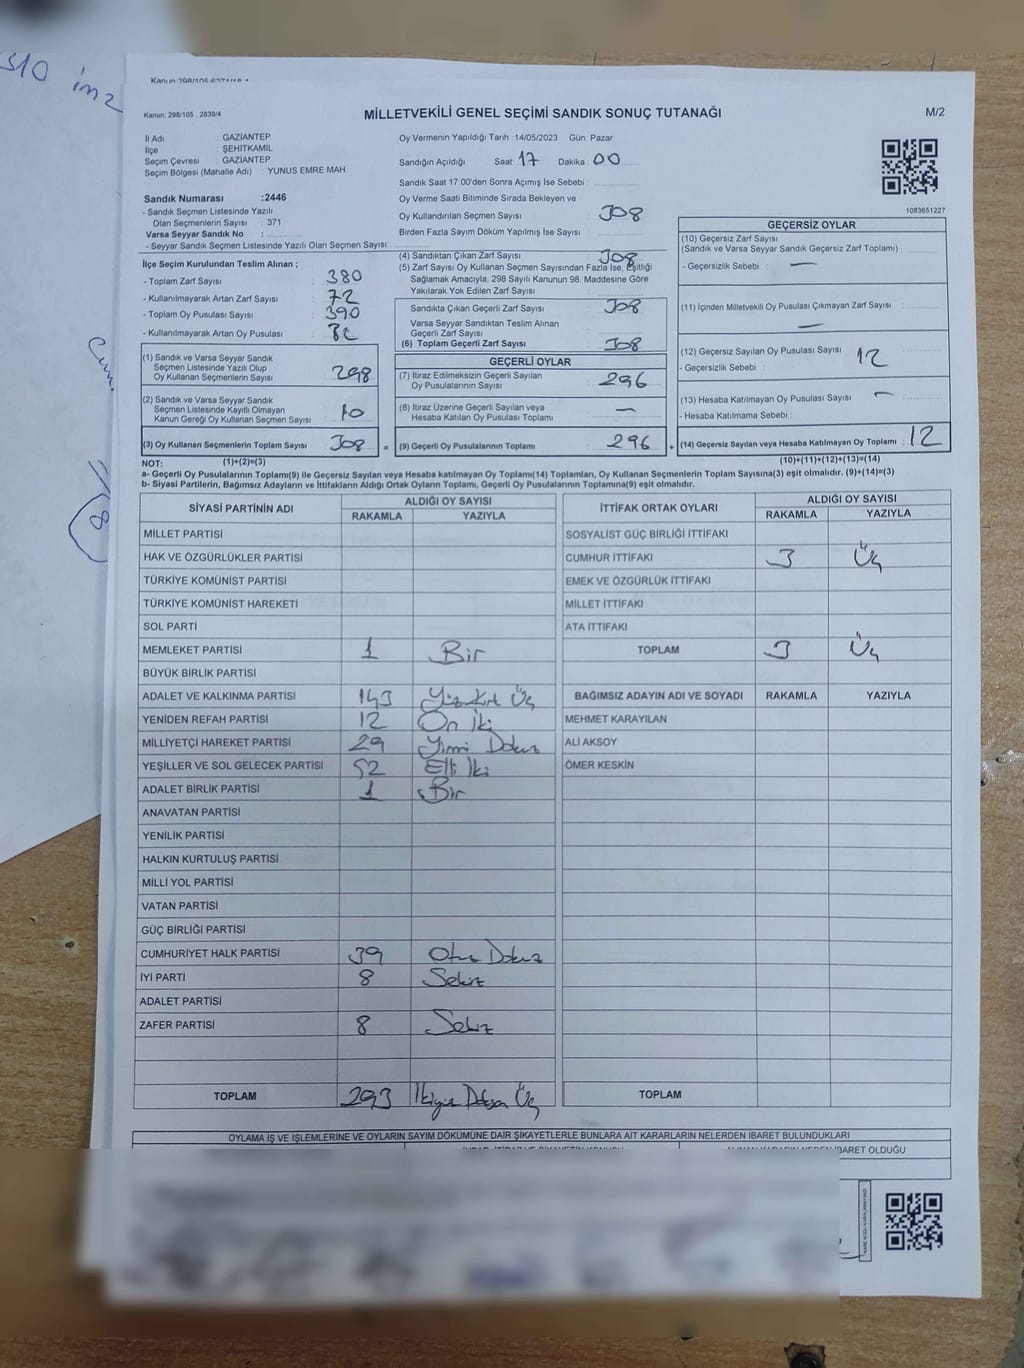 310 inz
Kanun: 298/105 , 2839/4
MİLLETVEKİLİ GENEL SEÇİMİ SANDIK SONUÇ TUTANAĞI
M/2
İl Adı : GAZİANTEP
İlçe : ŞEHİTKAMİL
Seçim Çevresi : GAZİANTEP
Seçim Bölgesi (Mahalle Adı) : YUNUS EMRE MAH
Sandık Numarası :2446
- Sandık Seçmen Listesinde Yazılı
Olan Seçmenlerin Sayısı : 371
Varsa Seyyar Sandık No :
- Seyyar Sandık Seçmen Listesinde Yazılı Olan Seçmen Sayısı:
İlçe Seçim Kurulundan Teslim Alınan ;
- Toplam Zarf Sayısı : 380
- Kullanılmayarak Artan Zarf Sayısı : 72
- Toplam Oy Pusulası Sayısı : 390
- Kullanılmayarak Artan Oy Pusulası :
(1) Sandık ve Varsa Seyyar Sandık
Seçmen Listesinde Yazılı Olup
Oy Kullanan Seçmenlerin Sayısı : 298
(2) Sandık ve Varsa Seyyar Sandık
Seçmen Listesinde Kayıtlı Olmayan
Kanun Gereği Oy Kullanan Seçmen Sayısı : 10
(3) Oy Kullanan Seçmenlerin Toplam Sayısı : 308
Oy Vermenin Yapıldığı Tarih :14/05/2023 Gün: Pazar
Sandığın Açıldığı Saat: 17 Dakika : 00
Sandık Saat 17:00'den Sonra Açımış İse Sebebi :
Oy Verme Saati Bitiminde Sırada Bekleyen ve
Oy Kullandırılan Seçmen Sayısı : 308
Birden Fazla Sayım Döküm Yapılmış İse Sayısı :
(4) Sandıktan Çıkan Zarf Sayısı : 308
(5) Zarf Sayısı Oy Kullanan Seçmen Sayısından Fazla İse, Eşitliği
Sağlamak Amacıyla, 298 Sayılı Kanunun 98. Maddesine Göre
Yakılarak Yok Edilen Zarf Sayısı :
Sandıkta Çıkan Geçerli Zarf Sayısı : 308
Varsa Seyyar Sandıktan Teslim Alınan
Geçerli Zarf Sayısı :
(6) Toplam Geçerli Zarf Sayısı : 308
GEÇERLİ OYLAR
(7) İtiraz Edilmeksizin Geçerli Sayılan
Oy Pusulalarının Sayısı : 296
(8) İtiraz Üzerine Geçerli Sayılan veya
Hesaba Katılan Oy Pusulası Toplamı : —
= (9) Geçerli Oy Pusulalarının Toplamı : 296
1083651227
GEÇERSİZ OYLAR
(10) Geçersiz Zarf Sayısı
(Sandık ve Varsa Seyyar Sandık Geçersiz Zarf Toplamı) :
- Geçersizlik Sebebi : —
(11) İçinden Milletvekili Oy Pusulası Çıkmayan Zarf Sayısı :
—
(12) Geçersiz Sayılan Oy Pusulası Sayısı : 12
- Geçersizlik Sebebi :
(13) Hesaba Katılmayan Oy Pusulası Sayısı : —
- Hesaba Katılmama Sebebi :
+ (14) Geçersiz Sayılan veya Hesaba Katılmayan Oy Toplamı : 12
NOT: (1)+(2)=(3)
(10)+(11)+(12)+(13)=(14)
a- Geçerli Oy Pusulalarının Toplamı(9) ile Geçersiz Sayılan veya Hesaba katılmayan Oy Toplamı(14) Toplamları, Oy Kullanan Seçmenlerin Toplam Sayısına(3) eşit olmalıdır. (9)+(14)=(3)
b- Siyasi Partilerin, Bağımsız Adayların ve İttifakların Aldığı Ortak Oyların Toplamı, Geçerli Oy Pusulalarının Toplamına(9) eşit olmalıdır.
SİYASİ PARTİNİN ADI ALDIĞI OY SAYISI
RAKAMLA YAZIYLA
MİLLET PARTİSİ
HAK VE ÖZGÜRLÜKLER PARTİSİ
TÜRKİYE KOMÜNİST PARTİSİ
TÜRKİYE KOMÜNİST HAREKETİ
SOL PARTİ
MEMLEKET PARTİSİ 1 Bir
BÜYÜK BİRLİK PARTİSİ
ADALET VE KALKINMA PARTİSİ 143 Yüz Kırk Üç
YENİDEN REFAH PARTİSİ 12 On İki
MİLLİYETÇİ HAREKET PARTİSİ 29 Yirmi Dokuz
YEŞİLLER VE SOL GELECEK PARTİSİ 52 Elli İki
ADALET BİRLİK PARTİSİ 1 Bir
ANAVATAN PARTİSİ
YENİLİK PARTİSİ
HALKIN KURTULUŞ PARTİSİ
MİLLİ YOL PARTİSİ
VATAN PARTİSİ
GÜÇ BİRLİĞİ PARTİSİ
CUMHURİYET HALK PARTİSİ 39 Otuz Dokuz
İYİ PARTİ 8 Sekiz
ADALET PARTİSİ
ZAFER PARTİSİ 8 Sekiz
TOPLAM 293 İkiyüz Doksan Üç
İTTİFAK ORTAK OYLARI ALDIĞI OY SAYISI
RAKAMLA YAZIYLA
SOSYALİST GÜÇ BİRLİĞİ İTTİFAKI
CUMHUR İTTİFAKI 3 Üç
EMEK VE ÖZGÜRLÜK İTTİFAKI
MİLLET İTTİFAKI
ATA İTTİFAKI
TOPLAM 3 Üç
BAĞIMSIZ ADAYIN ADI VE SOYADI RAKAMLA YAZIYLA
MEHMET KARAYILAN
ALİ AKSOY
ÖMER KESKİN
TOPLAM
OYLAMA İŞ VE İŞLEMLERİNE VE OYLARIN SAYIM DÖKÜMÜNE DAİR ŞİKAYETLERLE BUNLARA AİT KARARLARIN NELERDEN İBARET BULUNDUKLARI
İBARET OLDUĞU
8